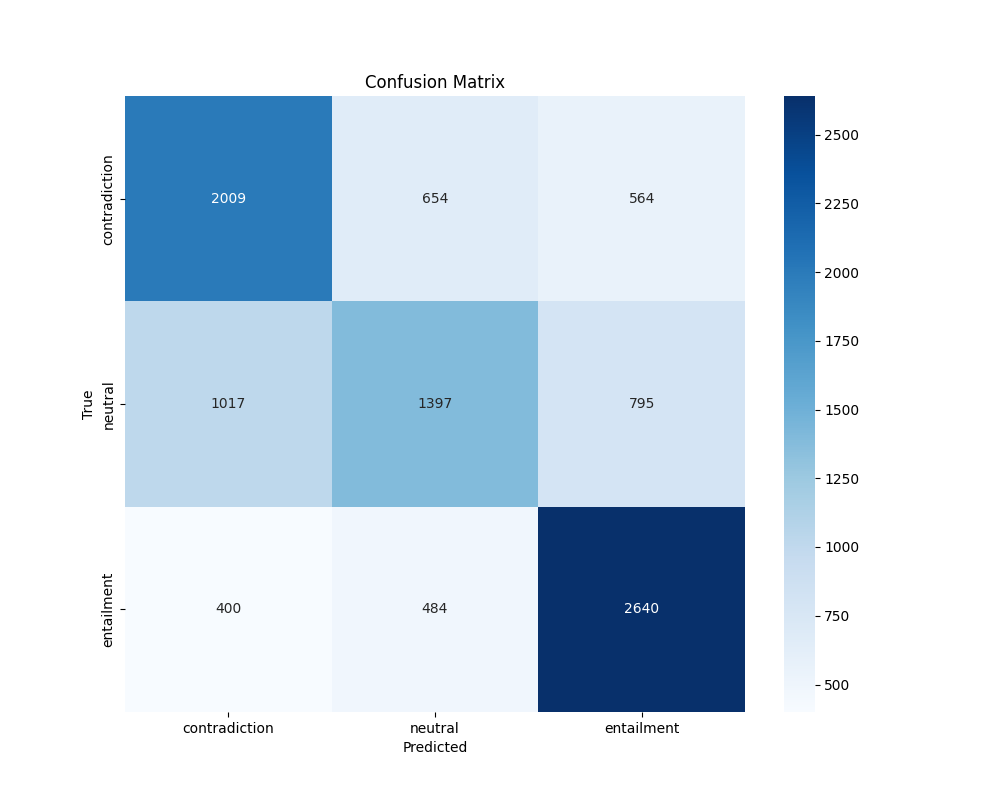 Confusion Matrix
contradiction
2009
654
564
True
neutral
1017
1397
795
entailment
400
484
2640
contradiction
neutral
entailment
Predicted
2500
2250
2000
1750
1500
1250
1000
750
500